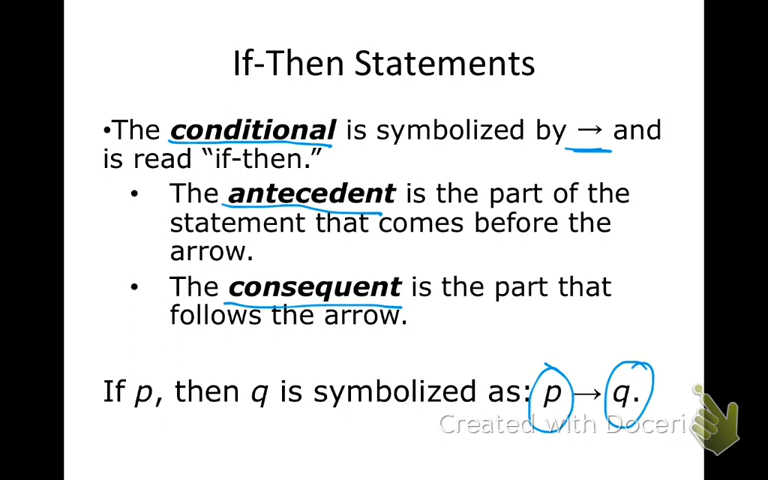 If-Then Statements
•The conditional is symbolized by → and
is read “if-then.”
• The antecedent is the part of the
statement that comes before the
arrow.
• The consequent is the part that
follows the arrow.
If p, then q is symbolized as: p → q.
Created with Doceri